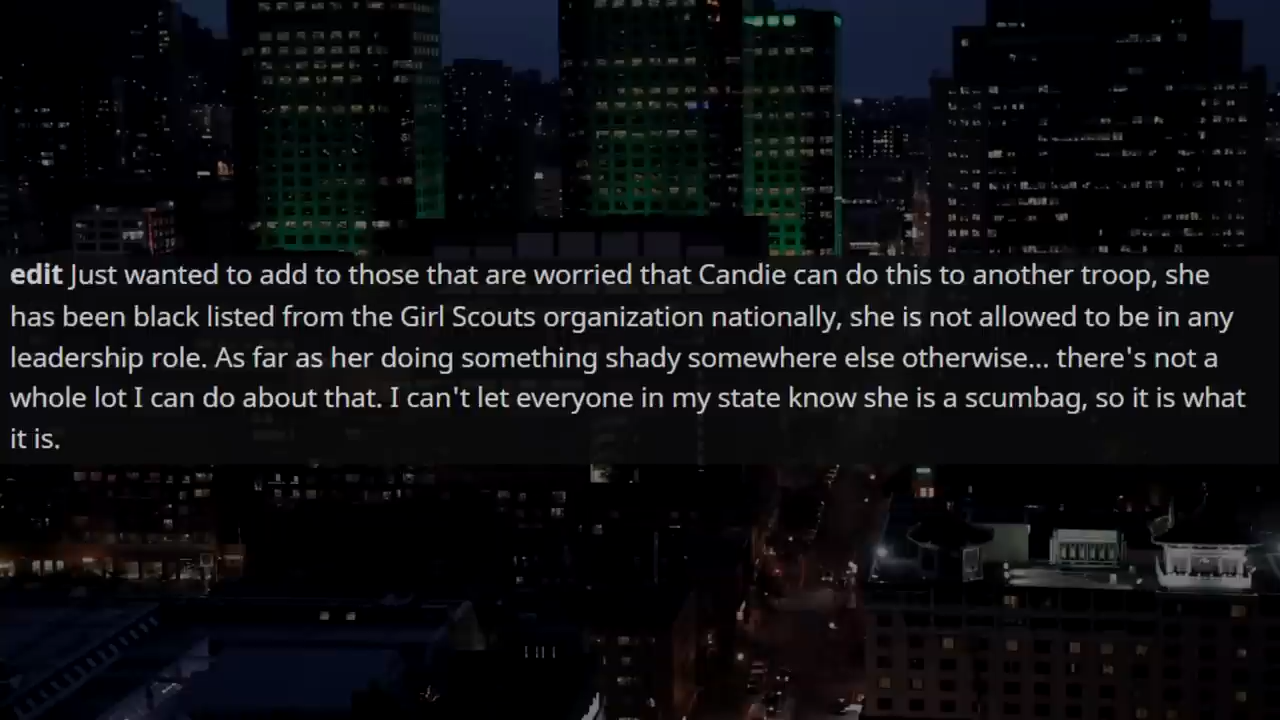 edit Just wanted to add to those that are worried that Candie can do this to another troop, she
has been black listed from the Girl Scouts organization nationally, she is not allowed to be in any
leadership role. As far as her doing something shady somewhere else otherwise... there's not a
whole lot I can do about that. I can't let everyone in my state know she is a scumbag, so it is what
it is.